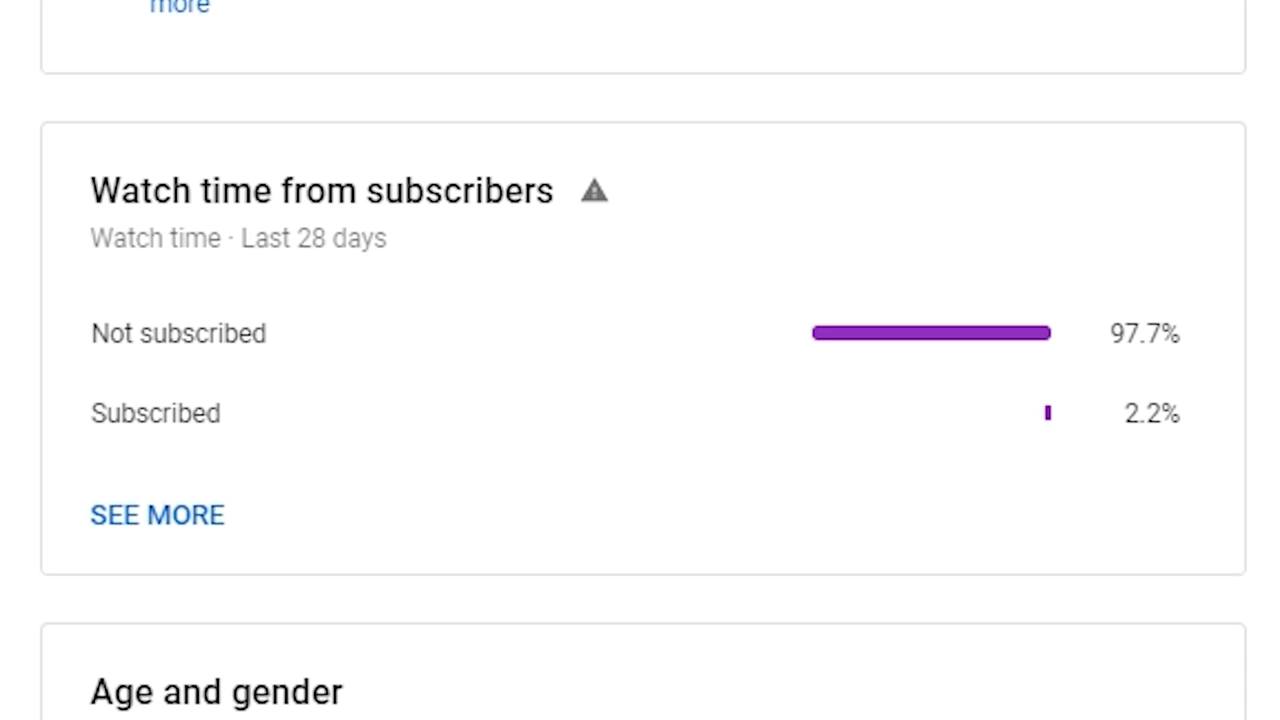 more
Watch time from subscribers
Watch time · Last 28 days
Not subscribed 97.7%
Subscribed 2.2%
SEE MORE
Age and gender